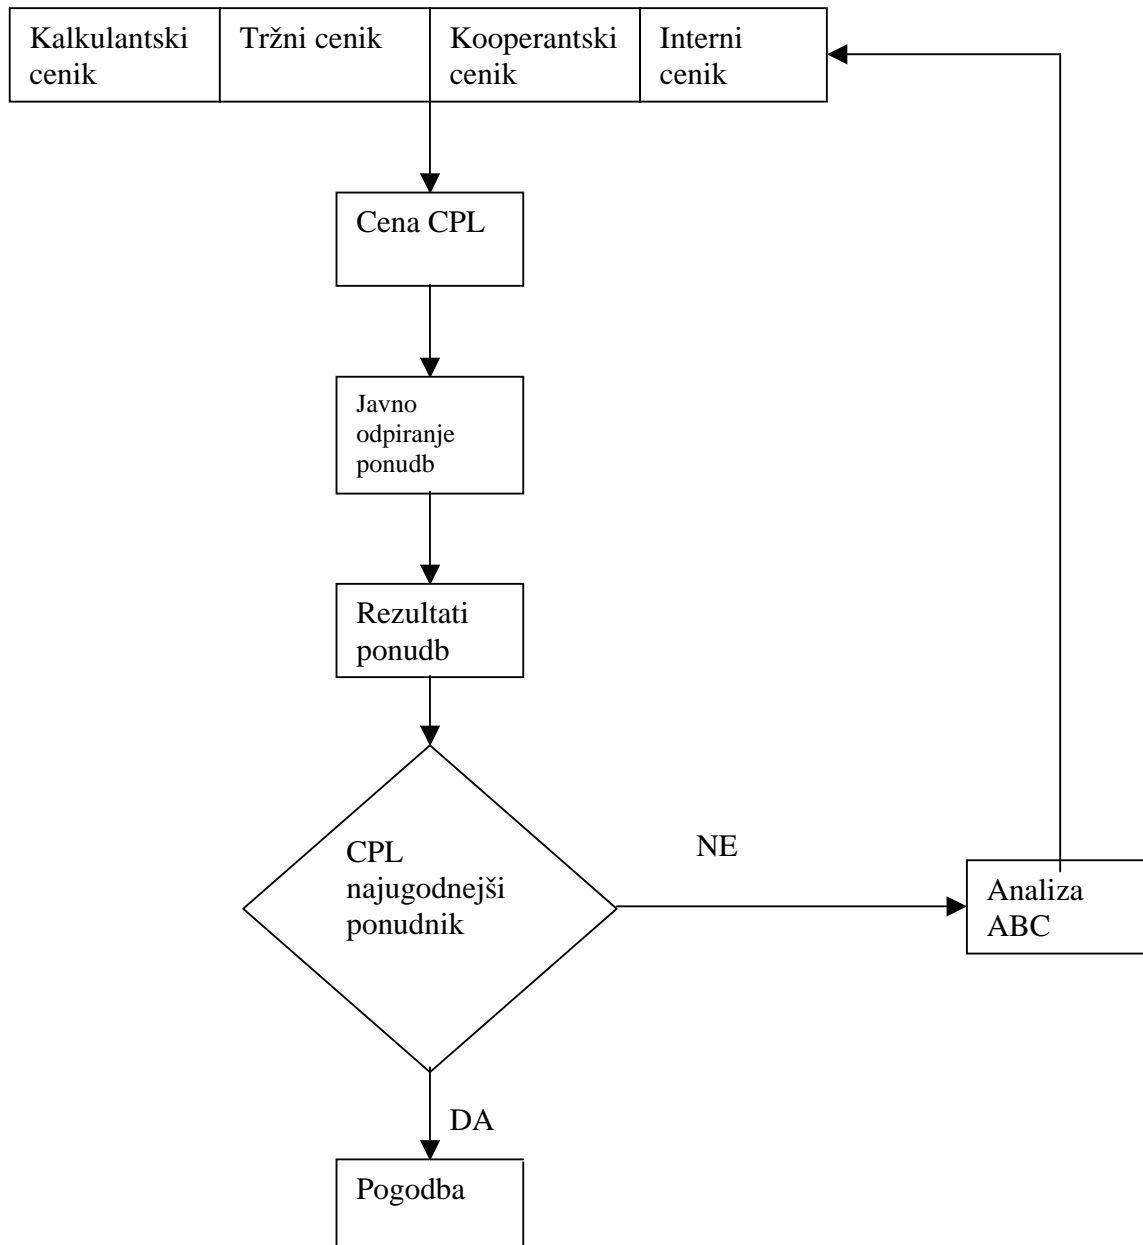 Kalkulantski
cenik
Tržni cenik
Kooperantski
cenik
Interni
cenik
Cena CPL
Javno
odpiranje
ponudb
Rezultati
ponudb
CPL
najugodnejši
ponudnik
NE
Analiza
ABC
DA
Pogodba